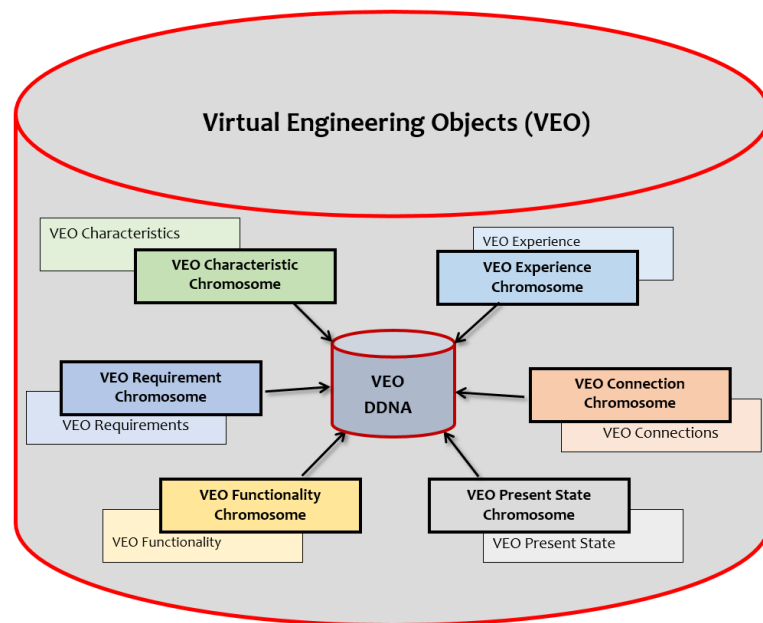 Virtual Engineering Objects (VEO)
VEO Characteristics
VEO Characteristic
Chromosome
VEO Experience
VEO Experience
Chromosome
VEO Requirement
Chromosome
VEO Requirements
VEO
DDNA
VEO Connection
Chromosome
VEO Connections
VEO Functionality
Chromosome
VEO Functionality
VEO Present State
Chromosome
VEO Present State